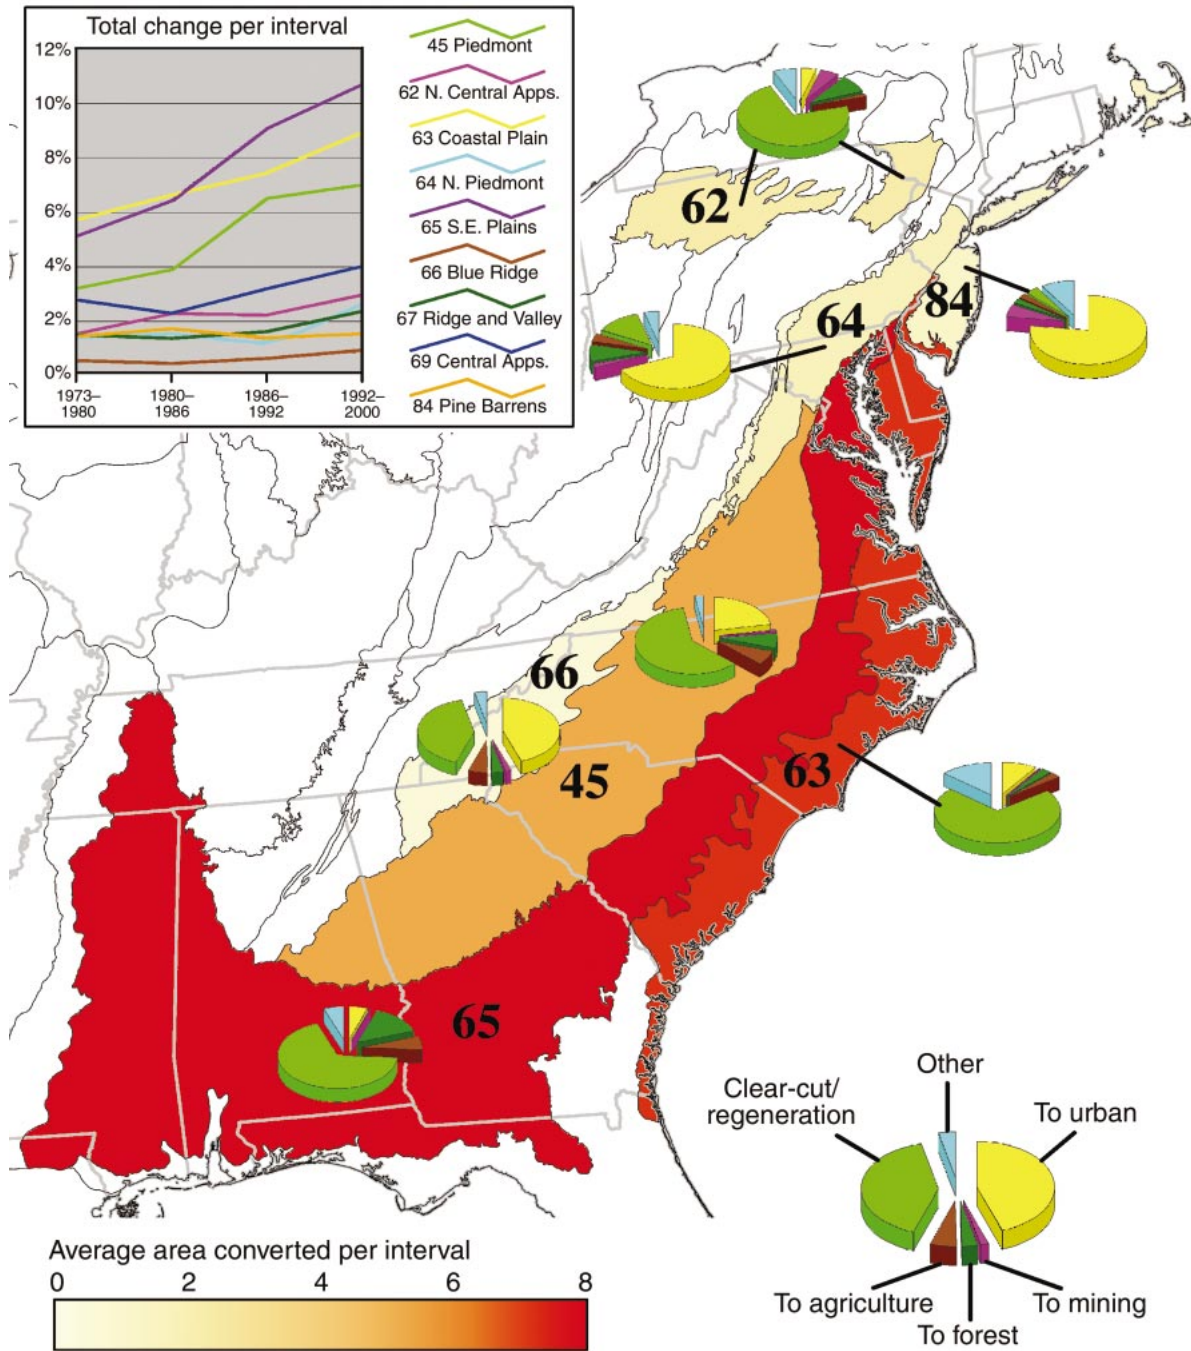 Total change per interval
12%
10%
8%
6%
4%
2%
0%
1973–
1980
1980–
1986
1986–
1992
1992–
2000
45 Piedmont
62 N. Central Apps.
63 Coastal Plain
64 N. Piedmont
65 S.E. Plains
66 Blue Ridge
67 Ridge and Valley
69 Central Apps.
84 Pine Barrens
62
84
64
66
45
63
65
Other
Clear-cut/
regeneration
To urban
To agriculture
To mining
To forest
Average area converted per interval
0 2 4 6 8